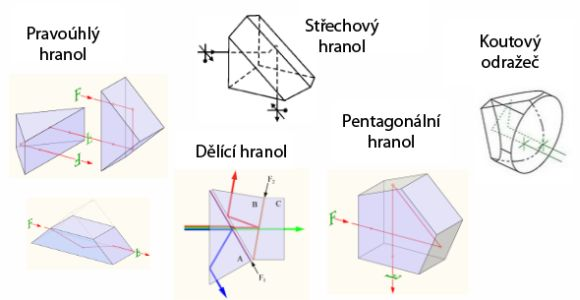 Pravoúhlý
hranol
Střechový
hranol
Koutový
odražeč
F
F
Dělící hranol
Pentagonální
hranol
F₂
B
C
A
F₁
F
F